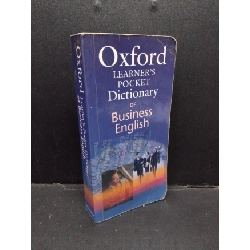 Oxford
LEARNER'S
POCKET
Dictionary
OF
Business
English